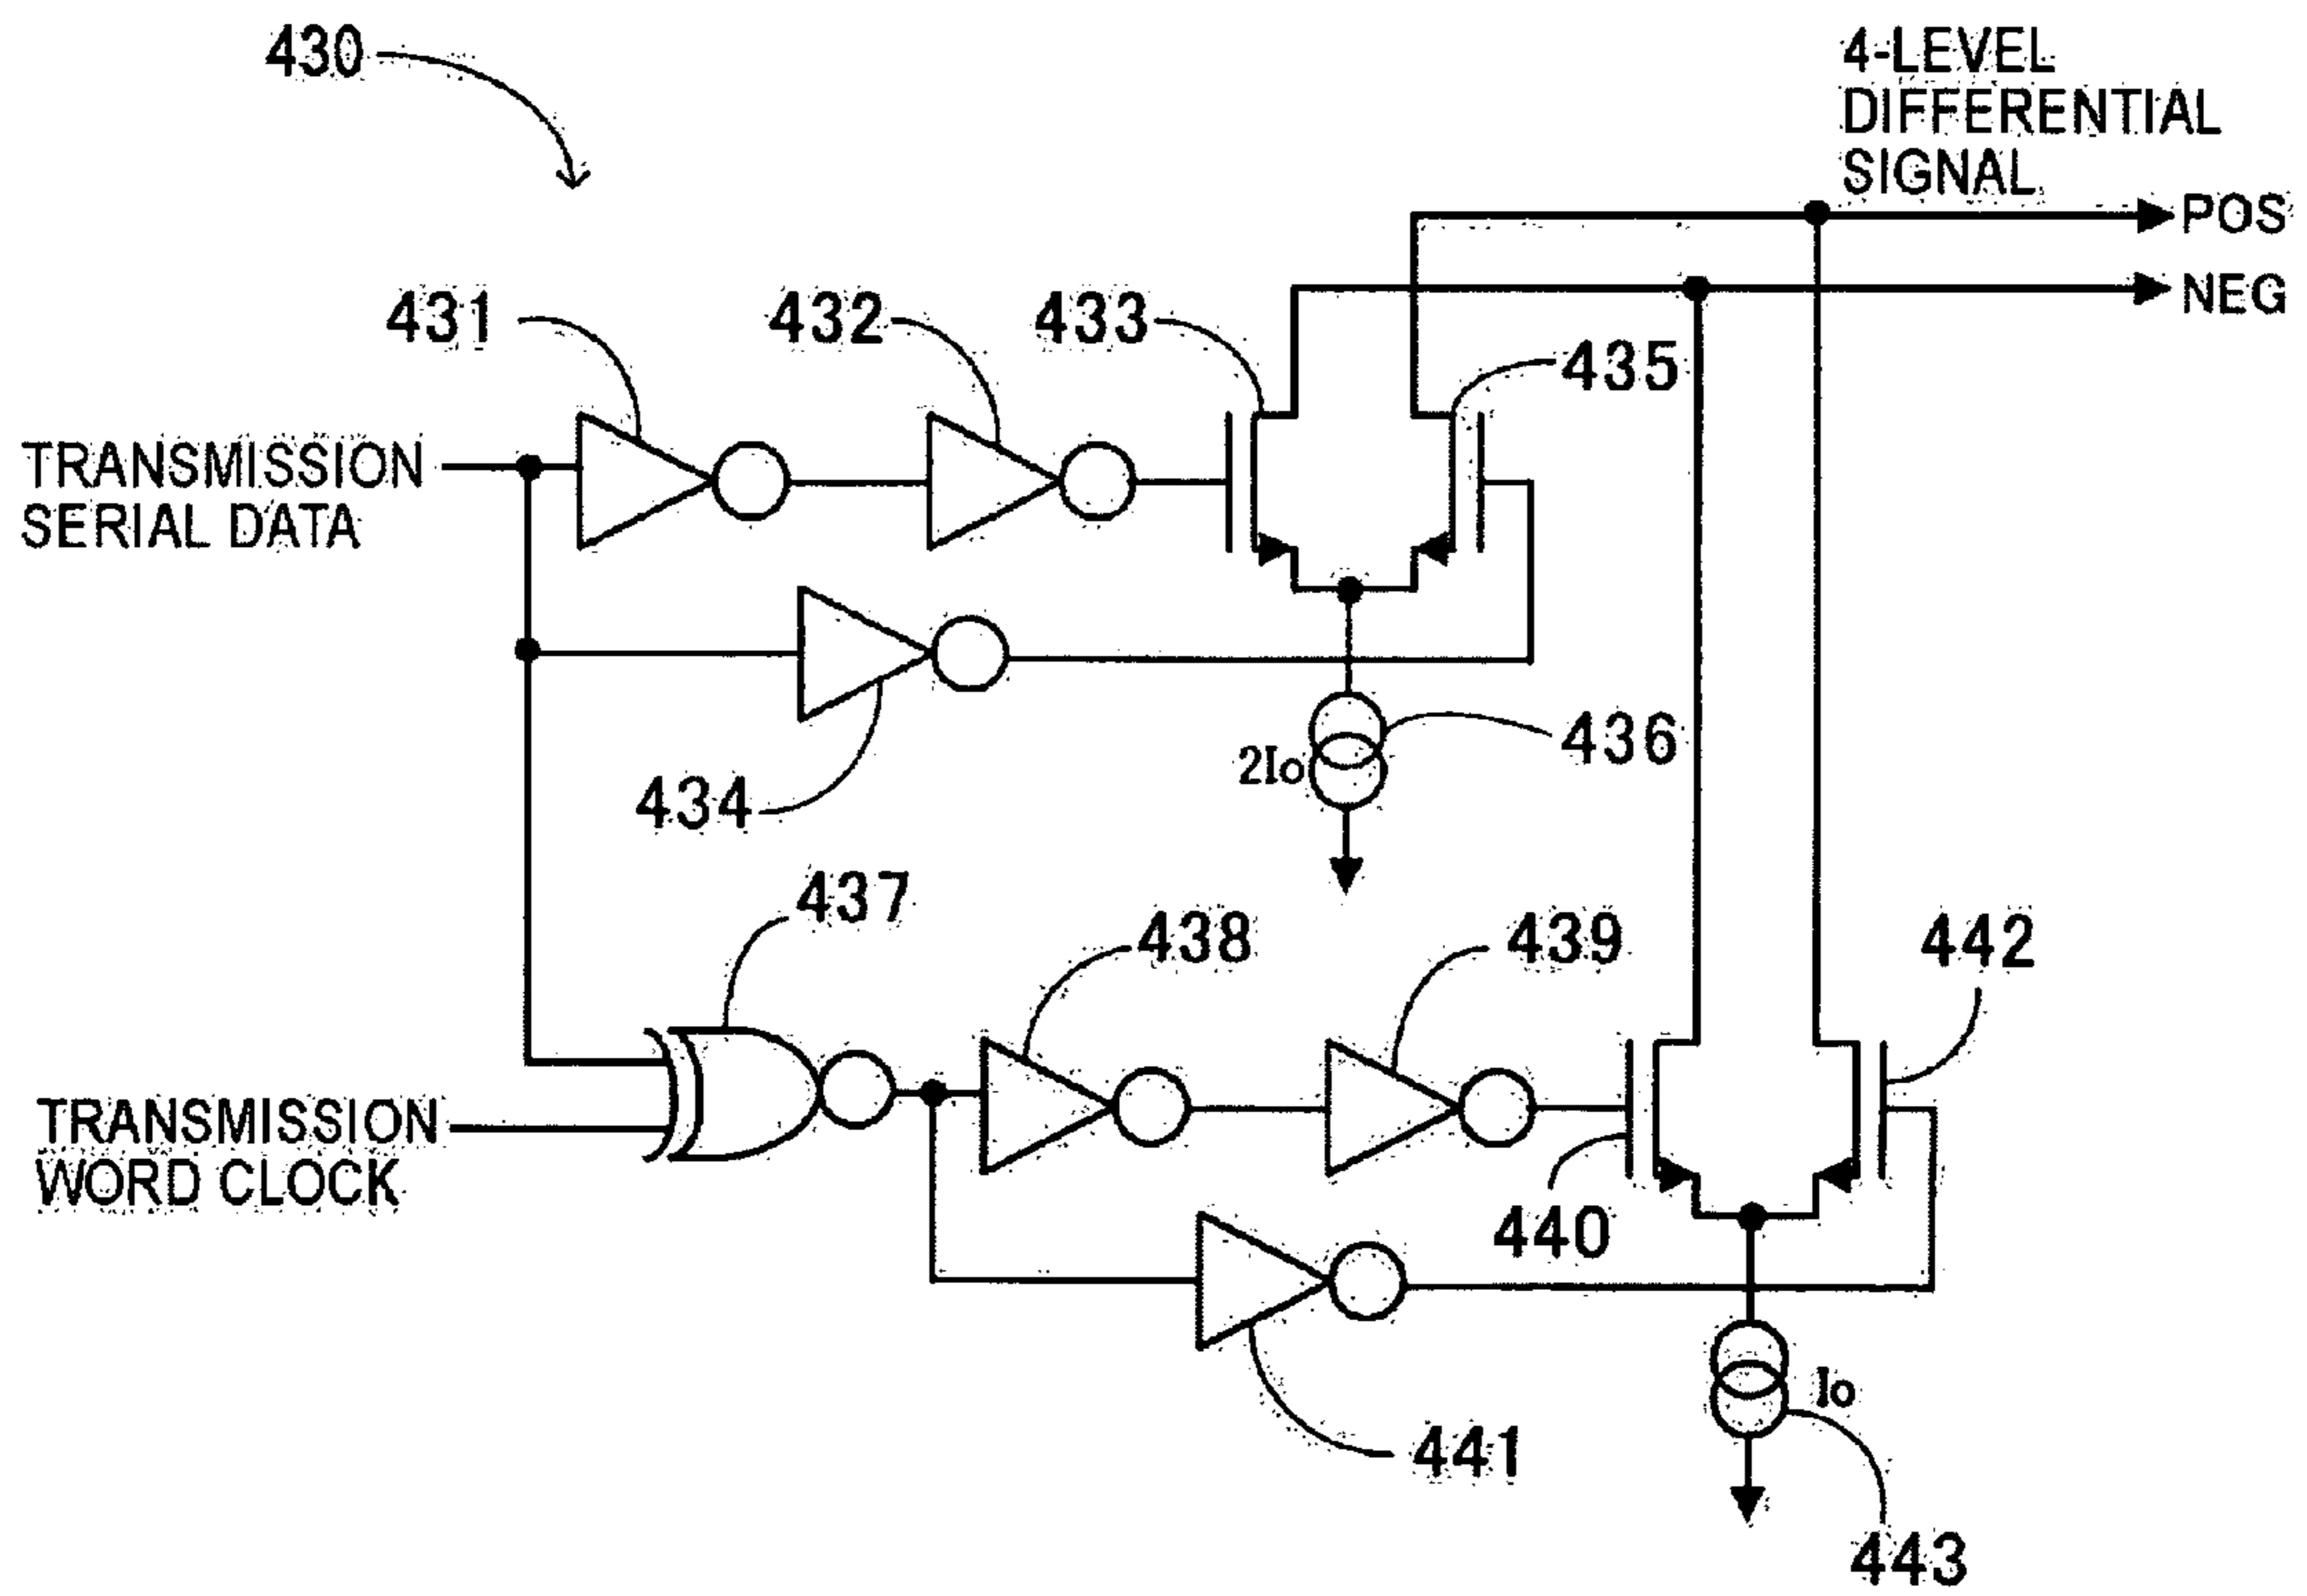 430
4-LEVEL
DIFFERENTIAL
SIGNAL
POS
NEG
431
432
433
435
TRANSMISSION
SERIAL DATA
434
2Io
436
437
438
439
442
TRANSMISSION
WORD CLOCK
440
441
Io
443